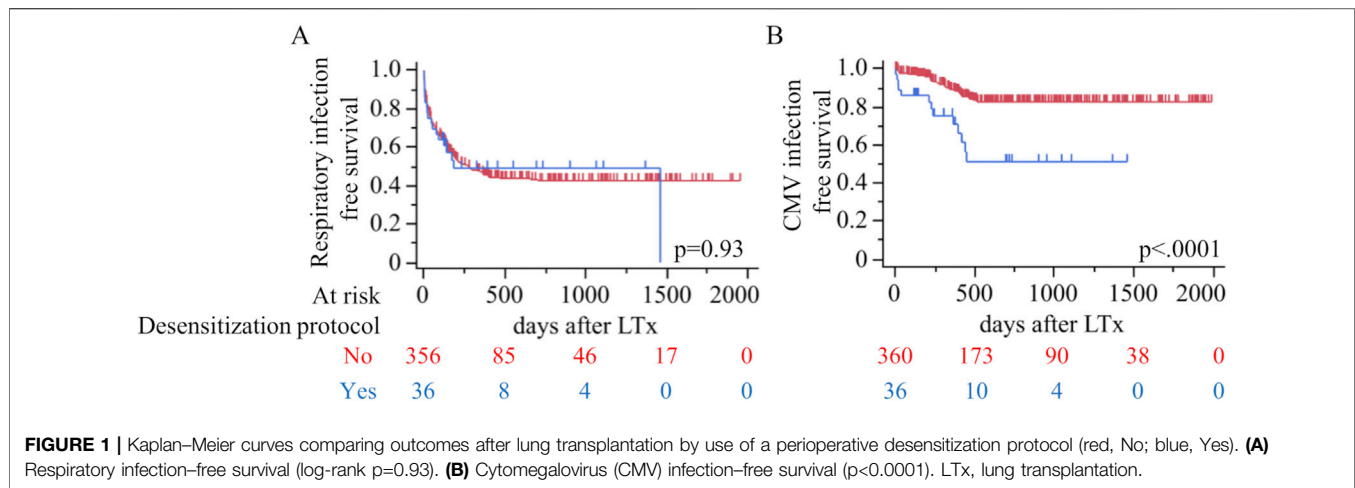 A
Respiratory infection
free survival
1.0
0.8
0.6
0.4
0.2
0
p=0.93
0 500 1000 1500 2000
days after LTx
B
CMV infection
free survival
1.0
0.8
0.6
0.4
0.2
0
p<.0001
0 500 1000 1500 2000
days after LTx
At risk
Desensitization protocol
No 356 85 46 17 0 360 173 90 38 0
Yes 36 8 4 0 0 36 10 4 0 0
FIGURE 1 | Kaplan–Meier curves comparing outcomes after lung transplantation by use of a perioperative desensitization protocol (red, No; blue, Yes). (A)
Respiratory infection–free survival (log-rank p=0.93). (B) Cytomegalovirus (CMV) infection–free survival (p<0.0001). LTx, lung transplantation.